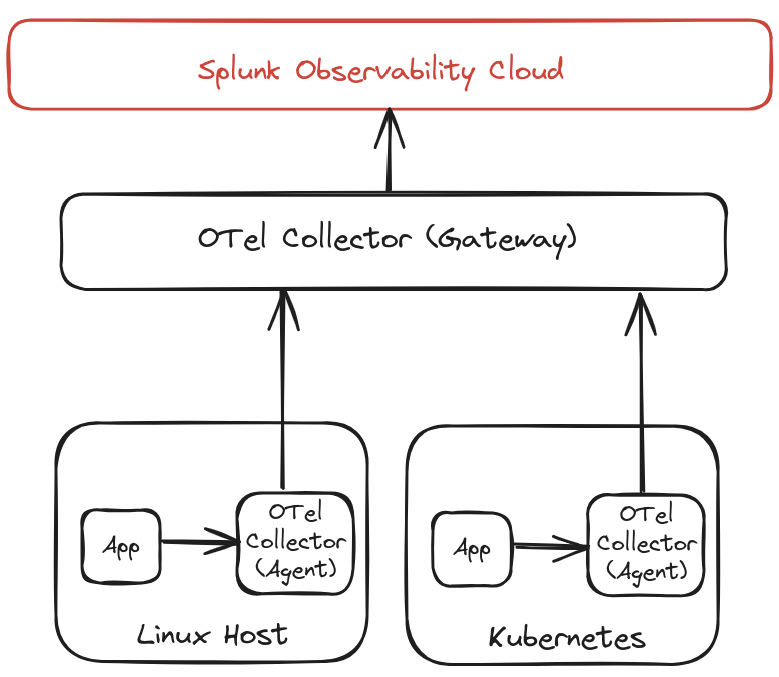 Splunk Observability Cloud
OTel Collector (Gateway)
App
OTel
Collector
(Agent)
Linux Host
App
OTel
Collector
(Agent)
Kubernetes